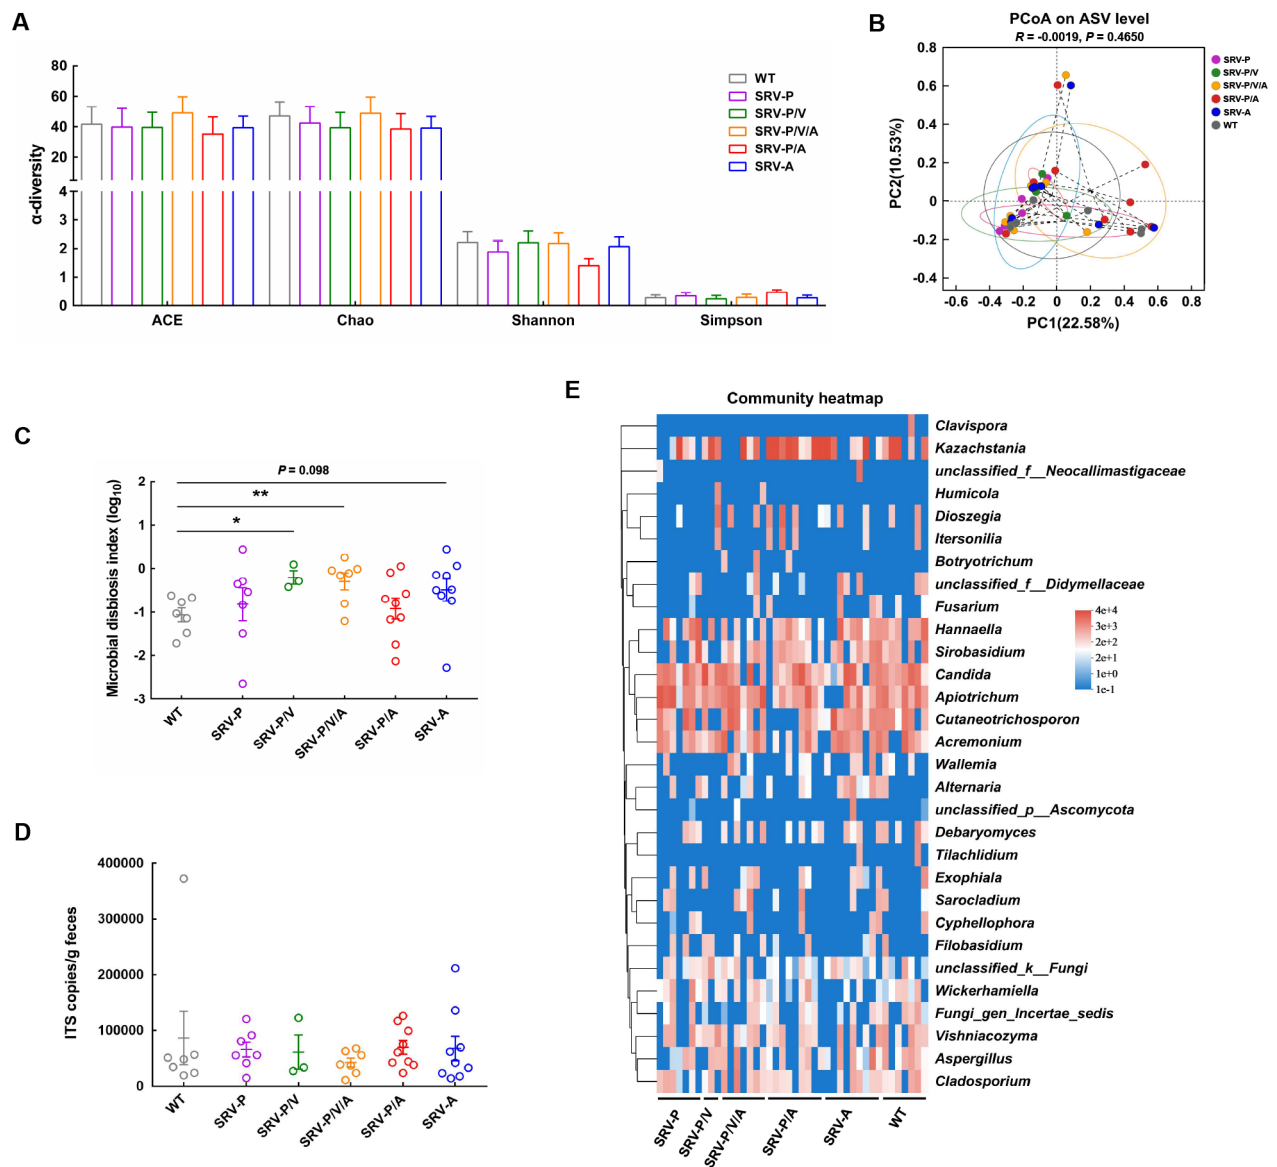 A
80
60
40
20
4
3
2
1
0
α-diversity
ACE
Chao
Shannon
Simpson
WT
SRV-P
SRV-P/V
SRV-P/V/A
SRV-P/A
SRV-A
B
PCoA on ASV level
R = -0.0019, P = 0.4650
0.8
0.6
0.4
0.2
0
-0.2
-0.4
PC2(10.53%)
-0.6
-0.4
-0.2
0
0.2
0.4
0.6
0.8
PC1(22.58%)
SRV-P
SRV-P/V
SRV-P/V/A
SRV-P/A
SRV-A
WT
C
P = 0.098
**
*
2
1
0
-1
-2
-3
Microbial disbiosis index (log10)
WT
SRV-P
SRV-P/V
SRV-P/V/A
SRV-P/A
SRV-A
D
400000
300000
200000
100000
0
ITS copies/g feces
WT
SRV-P
SRV-P/V
SRV-P/V/A
SRV-P/A
SRV-A
E
Community heatmap
Clavispora
Kazachstania
unclassified_f__Neocallimastigaceae
Humicola
Dioszegia
Itersonilia
Botryotrichum
unclassified_f__Didymellaceae
Fusarium
Hannaella
Sirobasidium
Candida
Apiotrichum
Cutaneotrichosporon
Acremonium
Wallemia
Alternaria
unclassified_p__Ascomycota
Debaryomyces
Tilachlidium
Exophiala
Sarocladium
Cyphellophora
Filobasidium
unclassified_k__Fungi
Wickerhamiella
Fungi_gen_Incertae_sedis
Vishniacozyma
Aspergillus
Cladosporium
4e+4
3e+3
2e+2
2e+1
1e+0
1e-1
SRV-P
SRV-P/V
SRV-P/V/A
SRV-P/A
SRV-A
WT